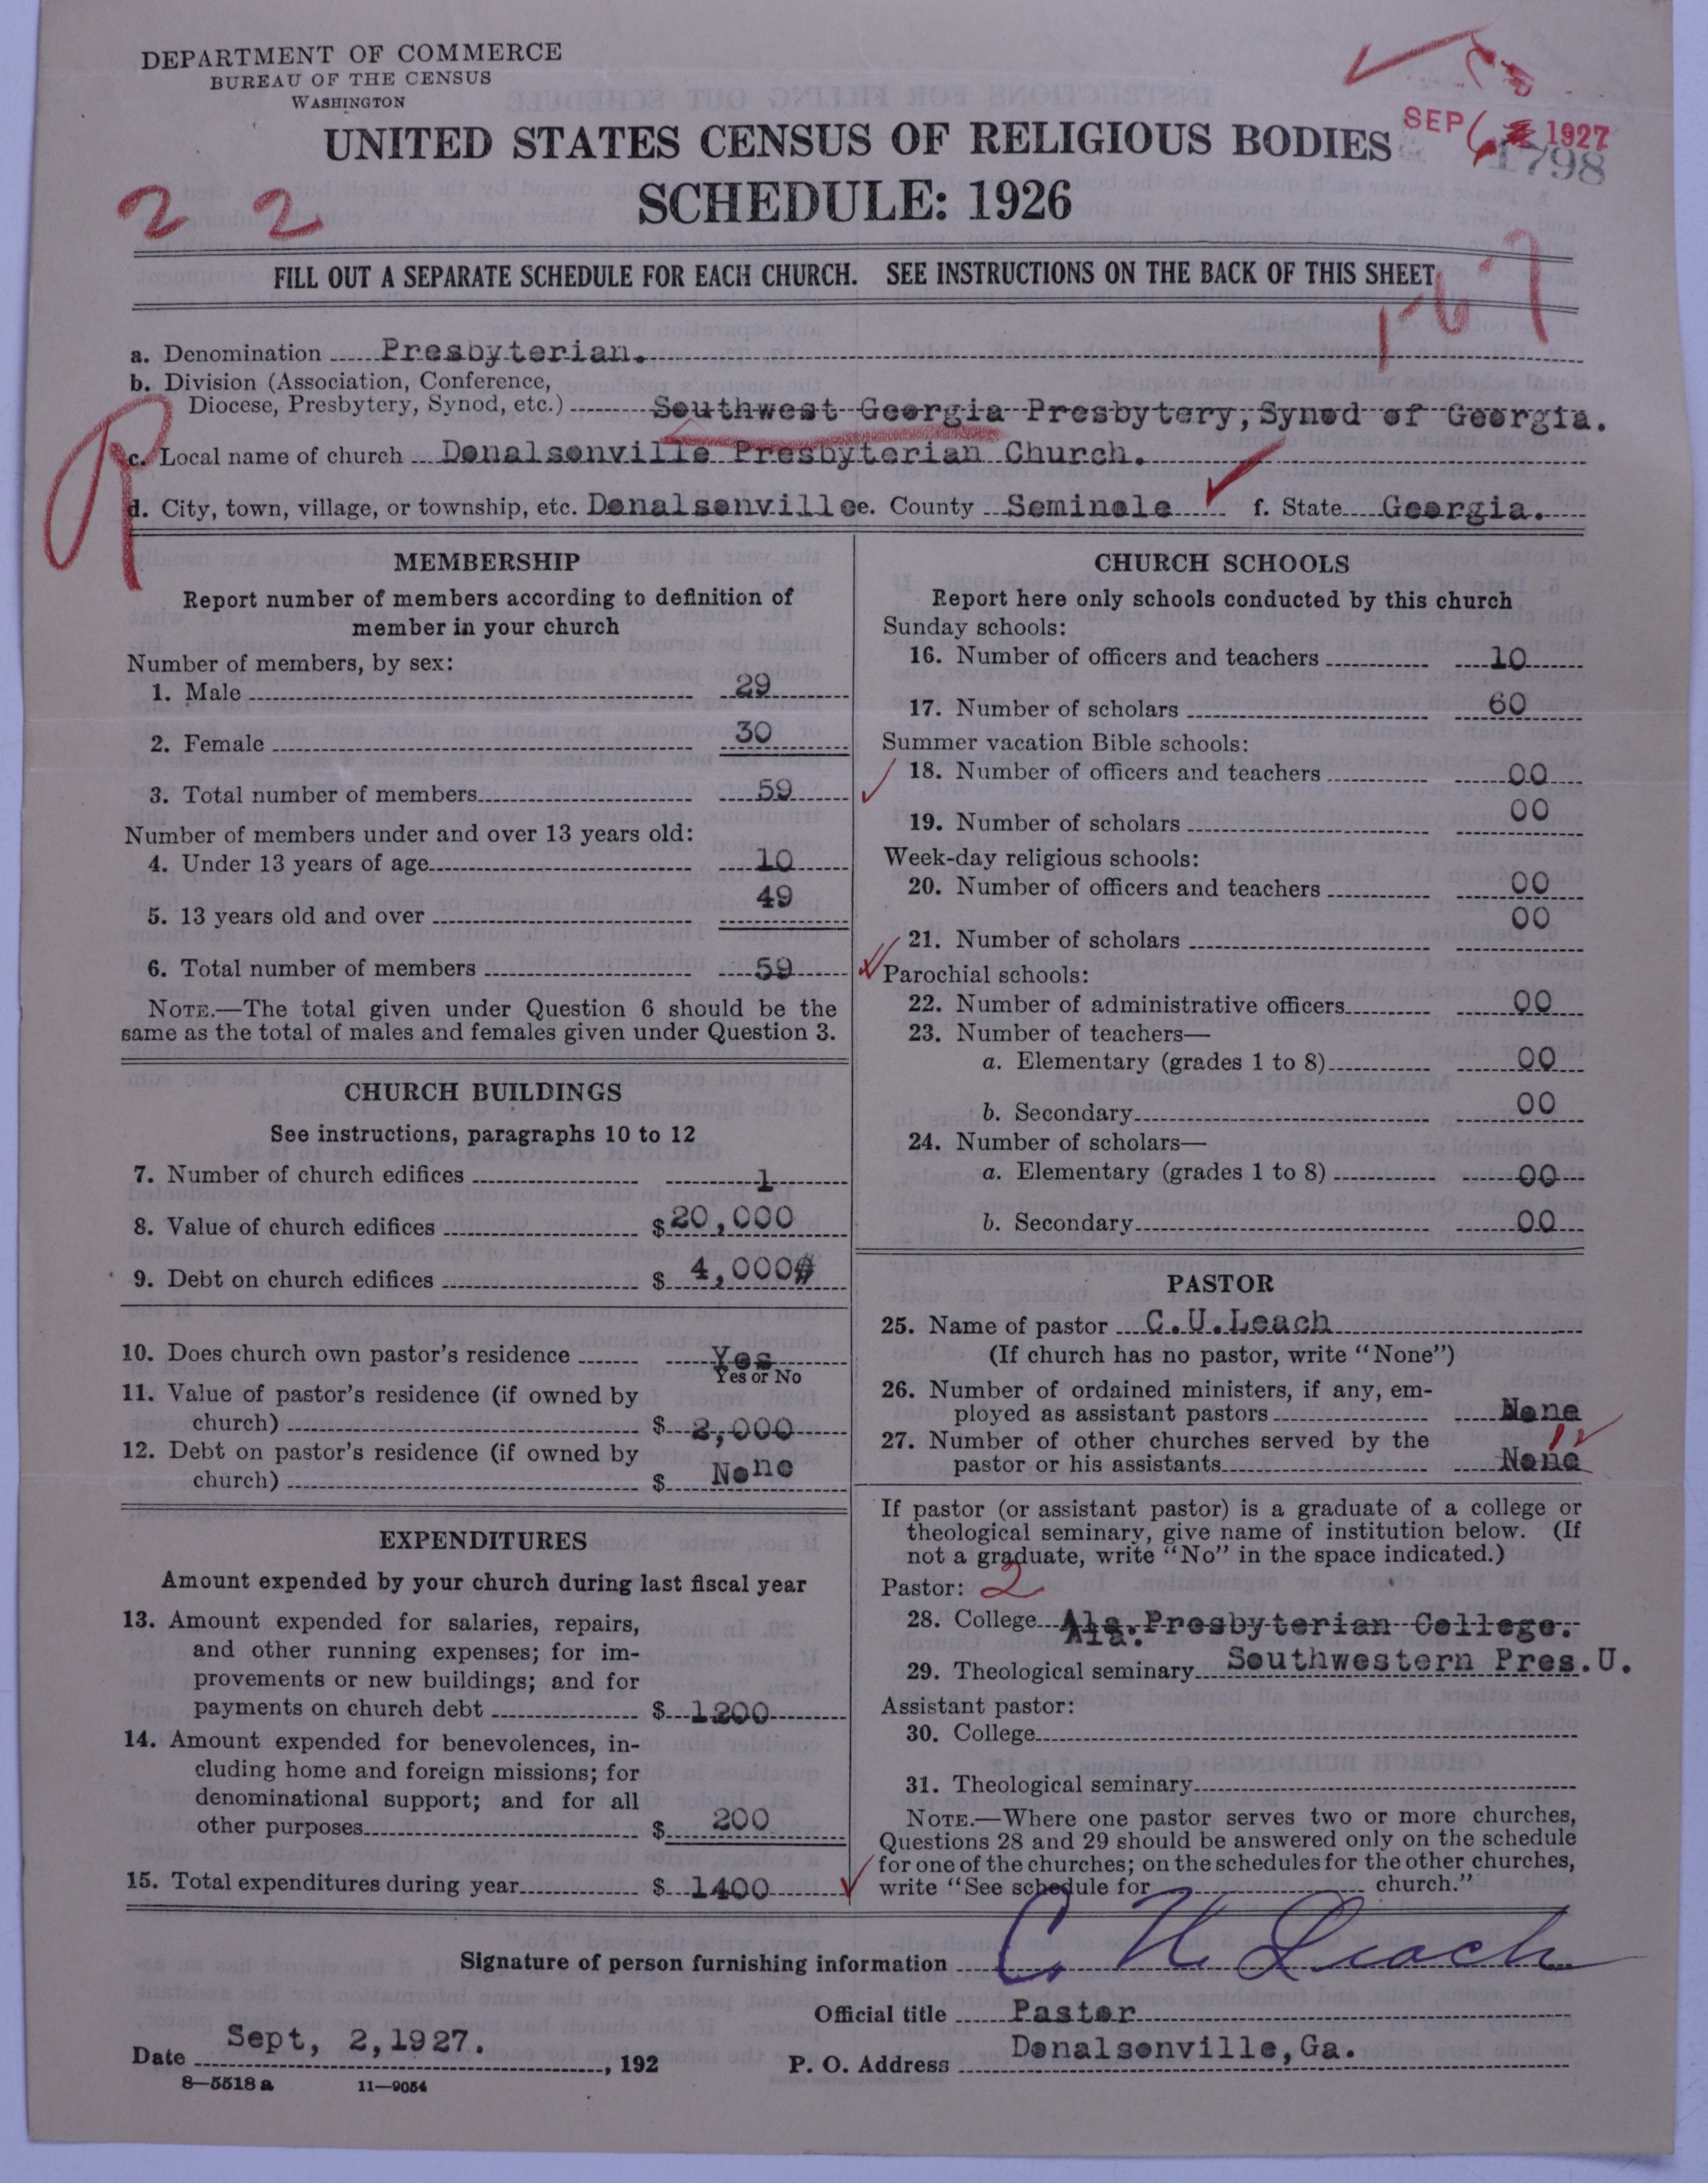 DEPARTMENT OF COMMERCE
BUREAU OF THE CENSUS
WASHINGTON
UNITED STATES CENSUS OF RELIGIOUS BODIES
SEP 1927
1798
SCHEDULE: 1926
2 2
FILL OUT A SEPARATE SCHEDULE FOR EACH CHURCH. SEE INSTRUCTIONS ON THE BACK OF THIS SHEET
1-67
a. Denomination Presbyterian.
b. Division (Association, Conference,
Diocese, Presbytery, Synod, etc.) Southwest Georgia Presbytery, Synod of Georgia.
c. Local name of church Donalsonville Presbyterian Church.
d. City, town, village, or township, etc. Donalsonville e. County Seminole f. State Georgia.
MEMBERSHIP
Report number of members according to definition of
member in your church
Number of members, by sex:
1. Male 29
2. Female 30
3. Total number of members 59
Number of members under and over 13 years old:
4. Under 13 years of age 10
5. 13 years old and over 49
6. Total number of members 59
NOTE.—The total given under Question 6 should be the
same as the total of males and females given under Question 3.
CHURCH BUILDINGS
See instructions, paragraphs 10 to 12
7. Number of church edifices 1
8. Value of church edifices $20,000
9. Debt on church edifices $ 4,000
10. Does church own pastor's residence Yes
Yes or No
11. Value of pastor's residence (if owned by
church) $ 2,000
12. Debt on pastor's residence (if owned by
church) $ None
EXPENDITURES
Amount expended by your church during last fiscal year
13. Amount expended for salaries, repairs,
and other running expenses; for im-
provements or new buildings; and for
payments on church debt $ 1200
14. Amount expended for benevolences, in-
cluding home and foreign missions; for
denominational support; and for all
other purposes $ 200
15. Total expenditures during year $ 1400
CHURCH SCHOOLS
Report here only schools conducted by this church
Sunday schools:
16. Number of officers and teachers 10
17. Number of scholars 60
Summer vacation Bible schools:
18. Number of officers and teachers 00
19. Number of scholars 00
Week-day religious schools:
20. Number of officers and teachers 00
21. Number of scholars 00
Parochial schools:
22. Number of administrative officers 00
23. Number of teachers—
a. Elementary (grades 1 to 8) 00
b. Secondary 00
24. Number of scholars—
a. Elementary (grades 1 to 8) 00
b. Secondary 00
PASTOR
25. Name of pastor C.U.Leach
(If church has no pastor, write "None")
26. Number of ordained ministers, if any, em-
ployed as assistant pastors None
27. Number of other churches served by the
pastor or his assistants None
If pastor (or assistant pastor) is a graduate of a college or
theological seminary, give name of institution below. (If
not a graduate, write "No" in the space indicated.)
Pastor: 2
28. College Ala. Presbyterian College.
Ala.
29. Theological seminary Southwestern Pres.U.
Assistant pastor:
30. College
31. Theological seminary
NOTE.—Where one pastor serves two or more churches,
Questions 28 and 29 should be answered only on the schedule
for one of the churches; on the schedules for the other churches,
write "See schedule for church."
Signature of person furnishing information C. U. Leach
Official title Pastor
Date Sept, 2,1927. , 192 P. O. Address Donalsonville,Ga.
8—5518 a 11—9054